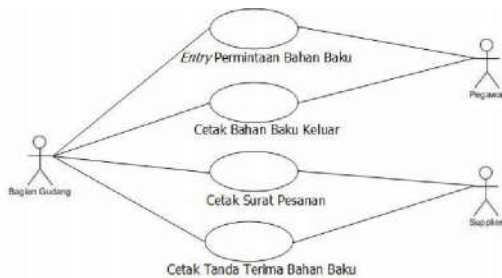 Entry Permintaan Bahan Baku
Pegawai
Cetak Bahan Baku Keluar
Bagian Gudang
Cetak Surat Pesanan
Supplier
Cetak Tanda Terima Bahan Baku